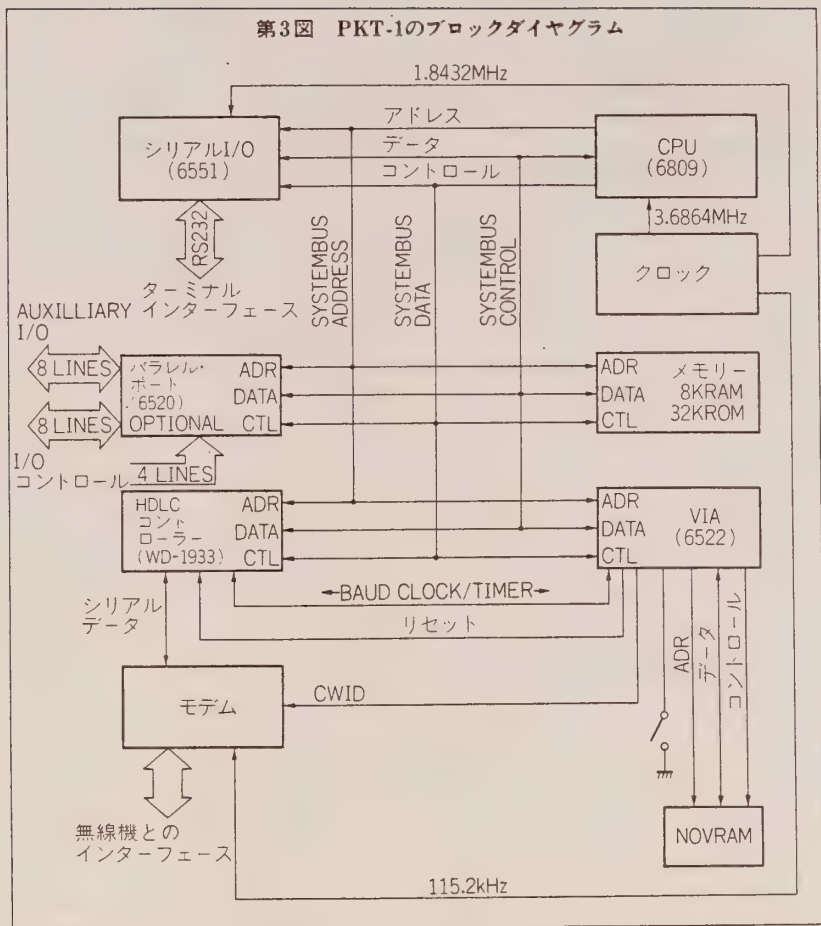 第3図 PKT-1のブロックダイヤグラム
1.8432MHz
シリアルI/O
(6551)
アドレス
データ
コントロール
CPU
(6809)
3.6864MHz
クロック
RS232
ターミナル
インターフェース
SYSTEMBUS
ADDRESS
SYSTEMBUS
DATA
SYSTEMBUS
CONTROL
AUXILLIARY
I/O
8 LINES
8 LINES
パラレル・
ポート
(6520)
OPTIONAL
ADR
DATA
CTL
ADR
DATA
CTL
メモリー
8KRAM
32KROM
I/O
コントロール
4 LINES
HDLC
コント
ローラー
(WD-1933)
ADR
DATA
CTL
ADR
DATA
CTL
VIA
(6522)
シリアル
データ
BAUD CLOCK/TIMER
リセット
モデム
CWID
ADR
データ
コントロール
無線機との
インターフェース
NOVRAM
115.2kHz